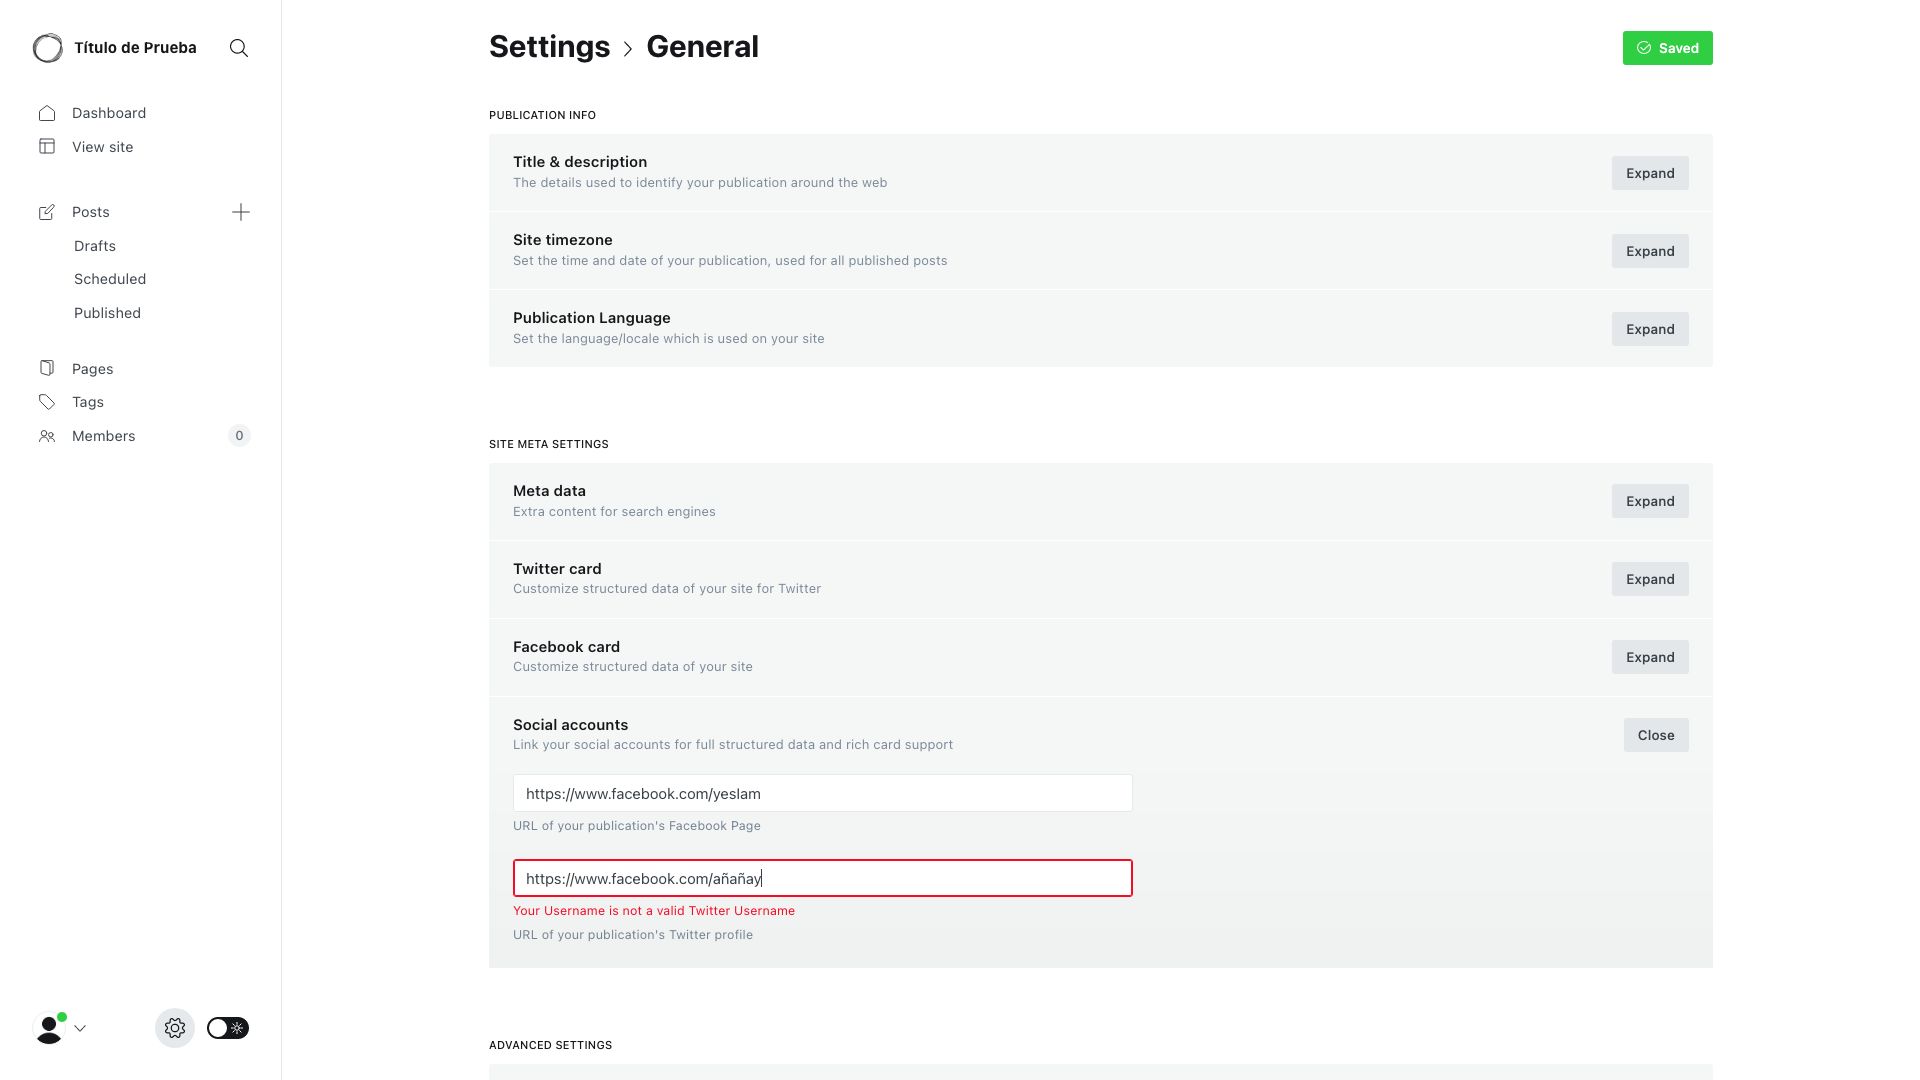 Título de Prueba
Dashboard
View site
Posts
Drafts
Scheduled
Published
Pages
Tags
Members
0
Settings > General
Saved
PUBLICATION INFO
Title & description
The details used to identify your publication around the web
Expand
Site timezone
Set the time and date of your publication, used for all published posts
Expand
Publication Language
Set the language/locale which is used on your site
Expand
SITE META SETTINGS
Meta data
Extra content for search engines
Expand
Twitter card
Customize structured data of your site for Twitter
Expand
Facebook card
Customize structured data of your site
Expand
Social accounts
Link your social accounts for full structured data and rich card support
Close
https://www.facebook.com/yeslam
URL of your publication's Facebook Page
https://www.facebook.com/añañay
Your Username is not a valid Twitter Username
URL of your publication's Twitter profile
ADVANCED SETTINGS